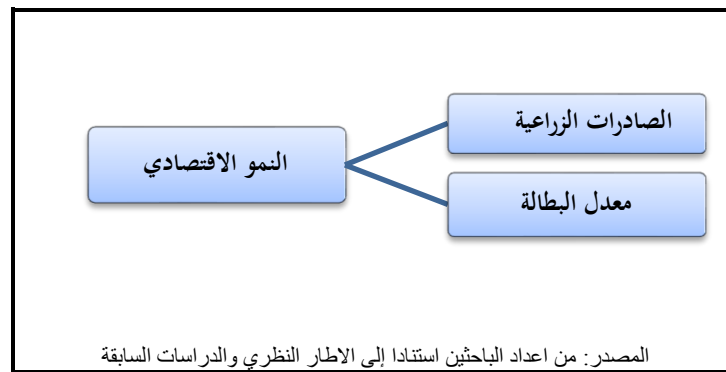 الصادرات الزراعية
النمو الاقتصادي
معدل البطالة
المصدر: من اعداد الباحثين استنادا إلى الاطار النظري والدراسات السابقة